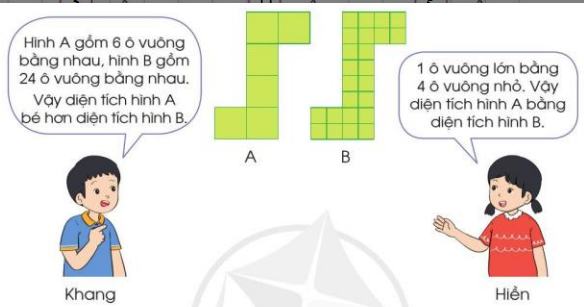 Hình A gồm 6 ô vuông
bằng nhau, hình B gồm
24 ô vuông bằng nhau.
Vậy diện tích hình A
bé hơn diện tích hình B.
1 ô vuông lớn bằng
4 ô vuông nhỏ. Vậy
diện tích hình A bằng
diện tích hình B.
A
B
Khang
Hiền